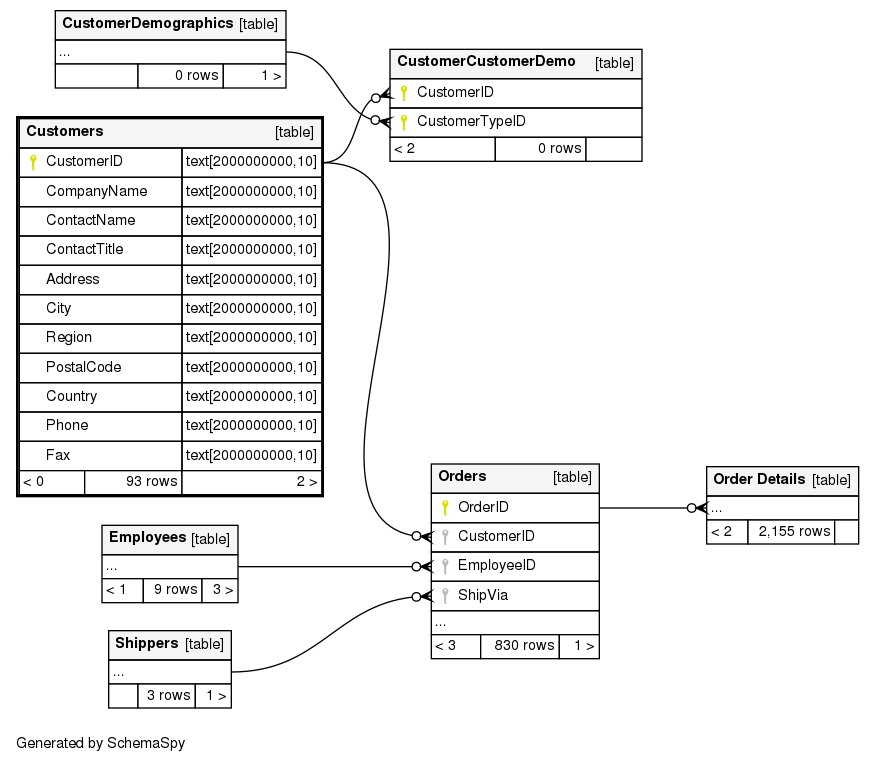 CustomerDemographics [table]
...
0 rows 1 >
CustomerCustomerDemo [table]
CustomerID
CustomerTypeID
< 2 0 rows
Customers [table]
CustomerID text[2000000000,10]
CompanyName text[2000000000,10]
ContactName text[2000000000,10]
ContactTitle text[2000000000,10]
Address text[2000000000,10]
City text[2000000000,10]
Region text[2000000000,10]
PostalCode text[2000000000,10]
Country text[2000000000,10]
Phone text[2000000000,10]
Fax text[2000000000,10]
< 0 93 rows 2 >
Orders [table]
OrderID
CustomerID
EmployeeID
ShipVia
...
< 3 830 rows 1 >
Order Details [table]
...
< 2 2,155 rows
Employees [table]
...
< 1 9 rows 3 >
Shippers [table]
...
3 rows 1 >
Generated by SchemaSpy